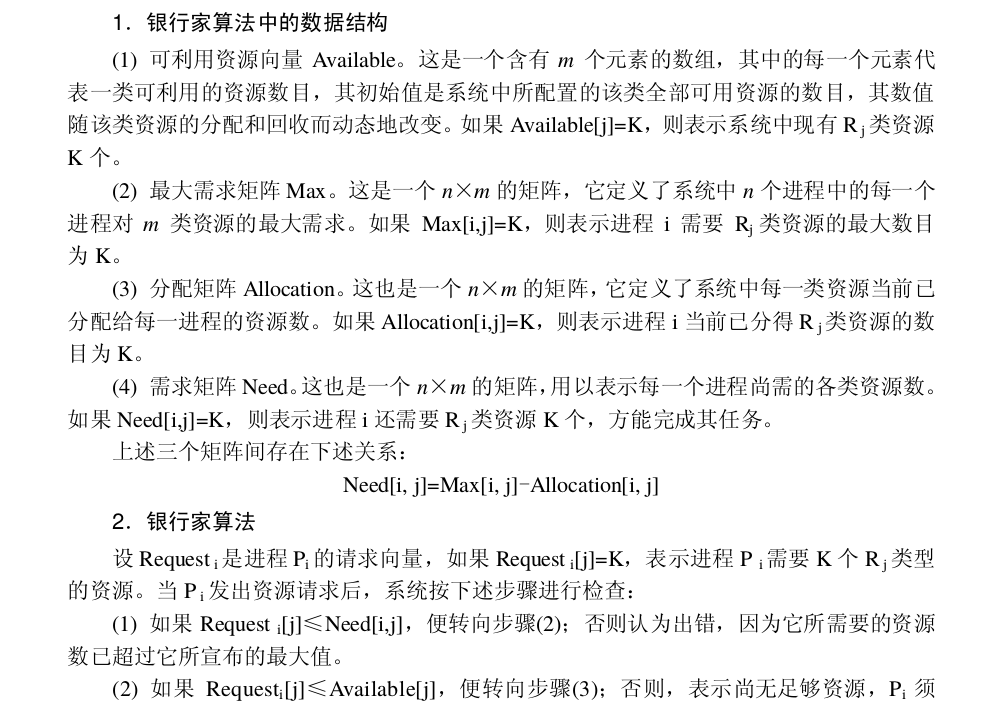 1．银行家算法中的数据结构
(1) 可利用资源向量 Available。这是一个含有 m 个元素的数组，其中的每一个元素代
表一类可利用的资源数目，其初始值是系统中所配置的该类全部可用资源的数目，其数值
随该类资源的分配和回收而动态地改变。如果 Available[j]=K，则表示系统中现有 Rj 类资源
K 个。
(2) 最大需求矩阵 Max。这是一个 n×m 的矩阵，它定义了系统中 n 个进程中的每一个
进程对 m 类资源的最大需求。如果 Max[i,j]=K，则表示进程 i 需要 Rj 类资源的最大数目
为 K。
(3) 分配矩阵 Allocation。这也是一个 n×m 的矩阵，它定义了系统中每一类资源当前已
分配给每一进程的资源数。如果 Allocation[i,j]=K，则表示进程 i 当前已分得 Rj 类资源的数
目为 K。
(4) 需求矩阵 Need。这也是一个 n×m 的矩阵，用以表示每一个进程尚需的各类资源数。
如果 Need[i,j]=K，则表示进程 i 还需要 Rj 类资源 K 个，方能完成其任务。
上述三个矩阵间存在下述关系：
Need[i, j]=Max[i, j]-Allocation[i, j]
2．银行家算法
设 Request i 是进程 Pi 的请求向量，如果 Request i[j]=K，表示进程 P i 需要 K 个 Rj 类型
的资源。当 P i 发出资源请求后，系统按下述步骤进行检查：
(1) 如果 Request i[j]≤Need[i,j]，便转向步骤(2)；否则认为出错，因为它所需要的资源
数已超过它所宣布的最大值。
(2) 如果 Requesti[j]≤Available[j]，便转向步骤(3)；否则，表示尚无足够资源，Pi 须